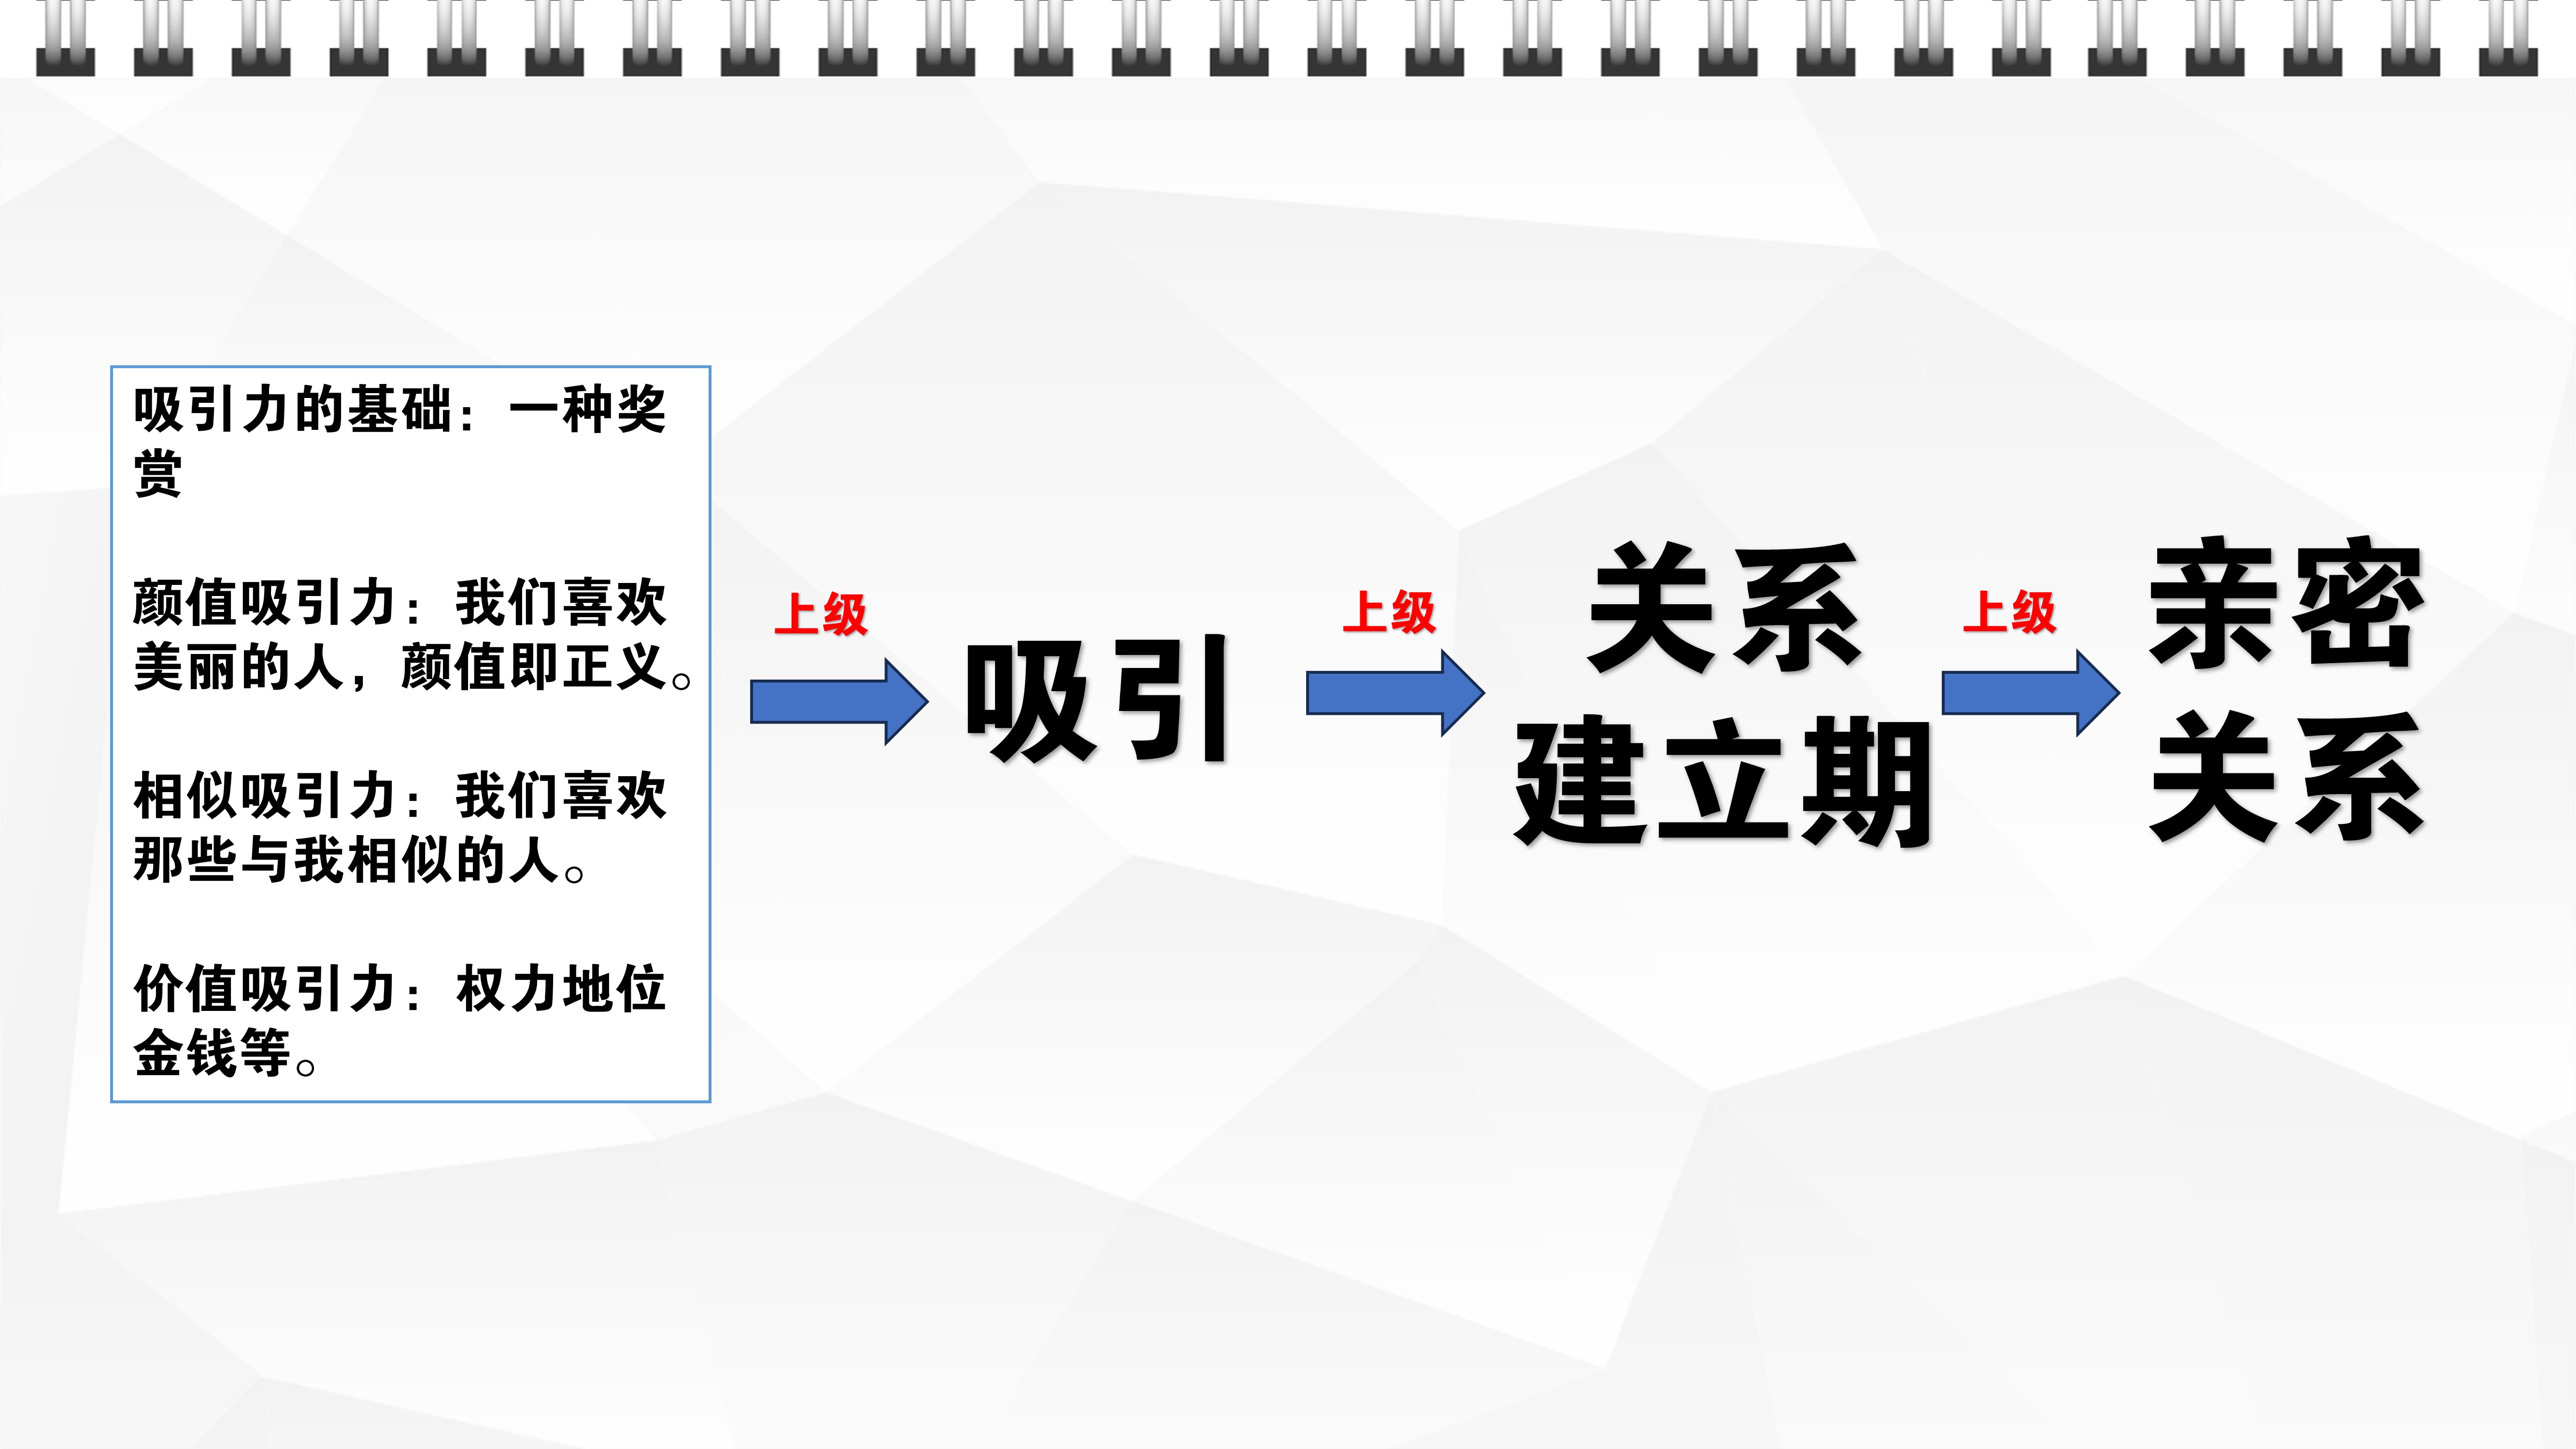 吸引力的基础：一种奖
赏
颜值吸引力：我们喜欢
美丽的人，颜值即正义。
相似吸引力：我们喜欢
那些与我相似的人。
价值吸引力：权力地位
金钱等。
上级
吸引
上级
关系
建立期
上级
亲密
关系